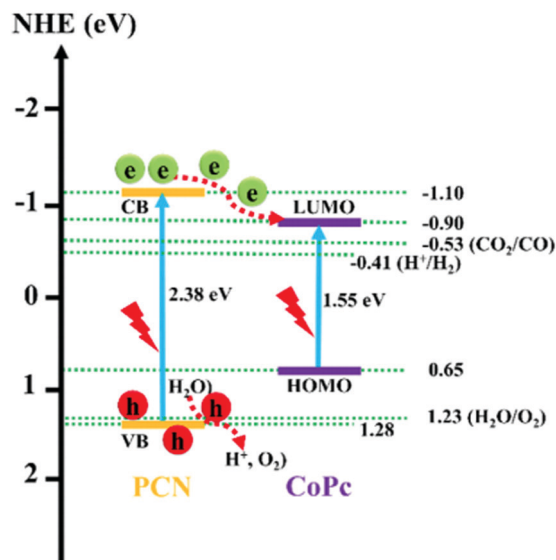 NHE (eV)
-2
e e e e
-1
CB
LUMO
-1.10
-0.90
-0.53 (CO₂/CO)
-0.41 (H⁺/H₂)
0
2.38 eV
1.55 eV
0.65
1
H₂O)
HOMO
h h h
1.23 (H₂O/O₂)
1.28
VB
H⁺, O₂)
2
PCN
CoPc